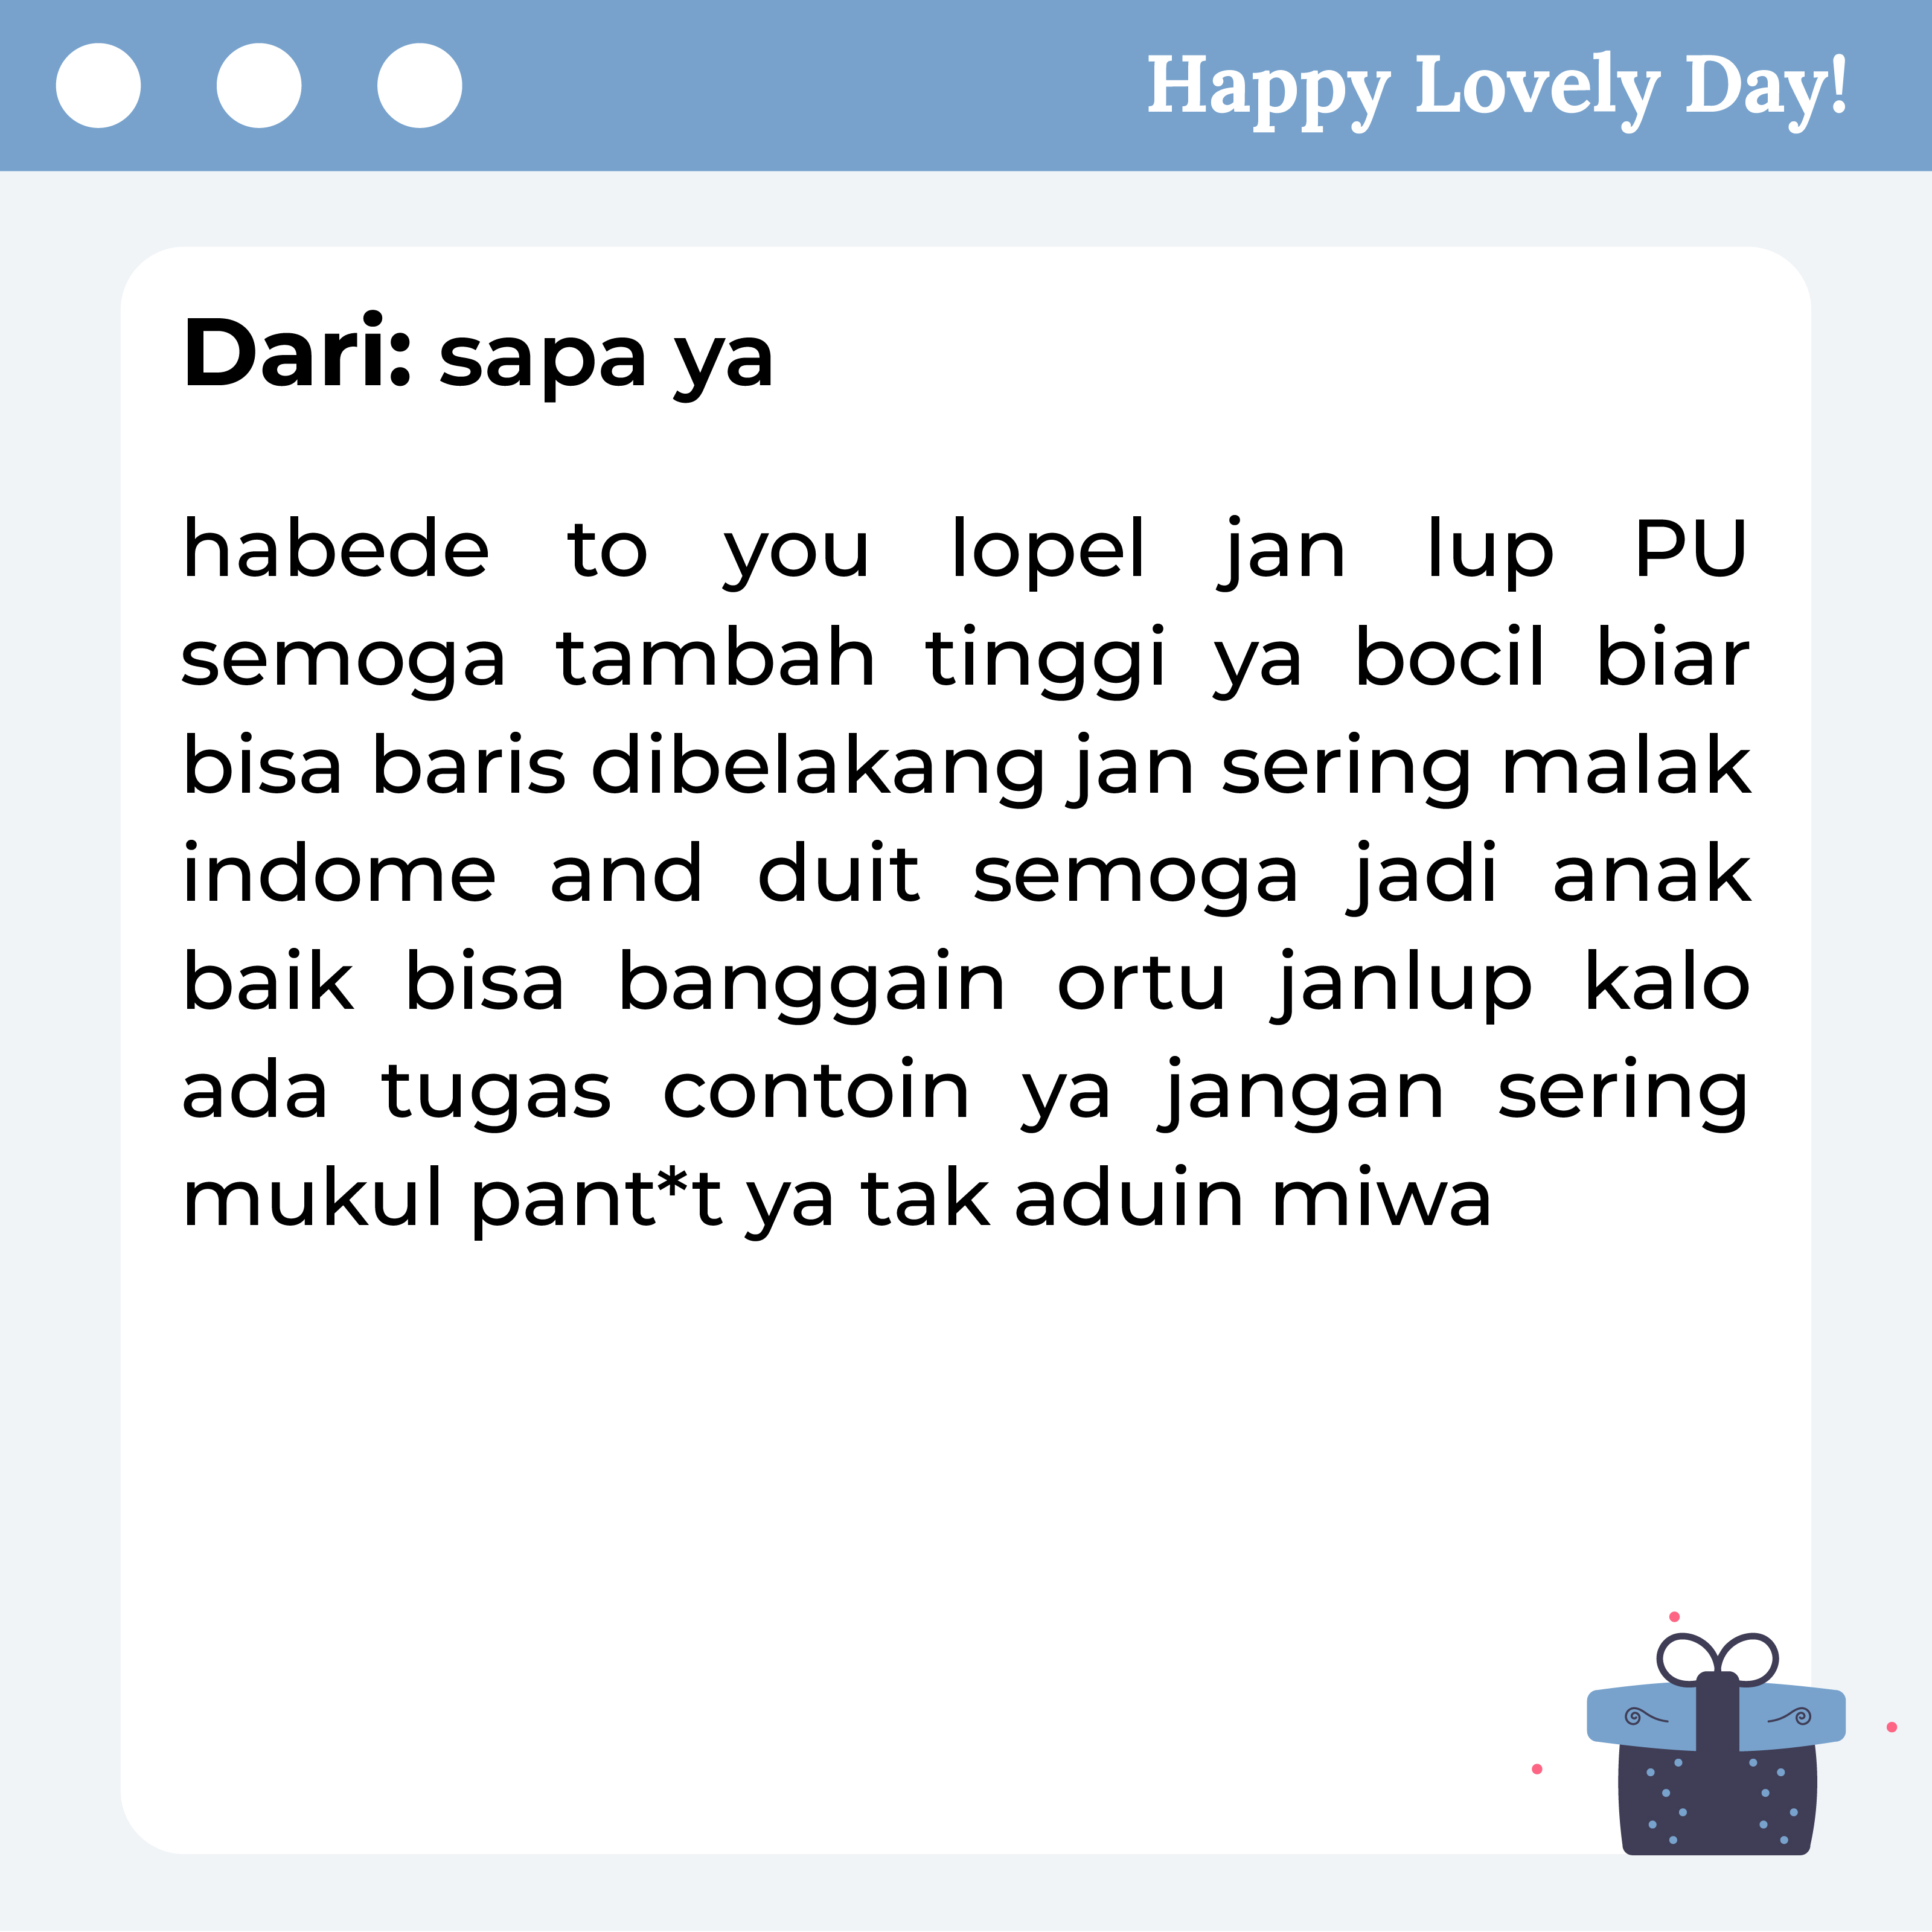 Happy Lovely Day!
Dari: sapa ya
habede to you lopel jan lup PU
semoga tambah tinggi ya bocil biar
bisa baris dibelakang jan sering malak
indome and duit semoga jadi anak
baik bisa banggain ortu janlup kalo
ada tugas contoin ya jangan sering
mukul pant*t ya tak aduin miwa